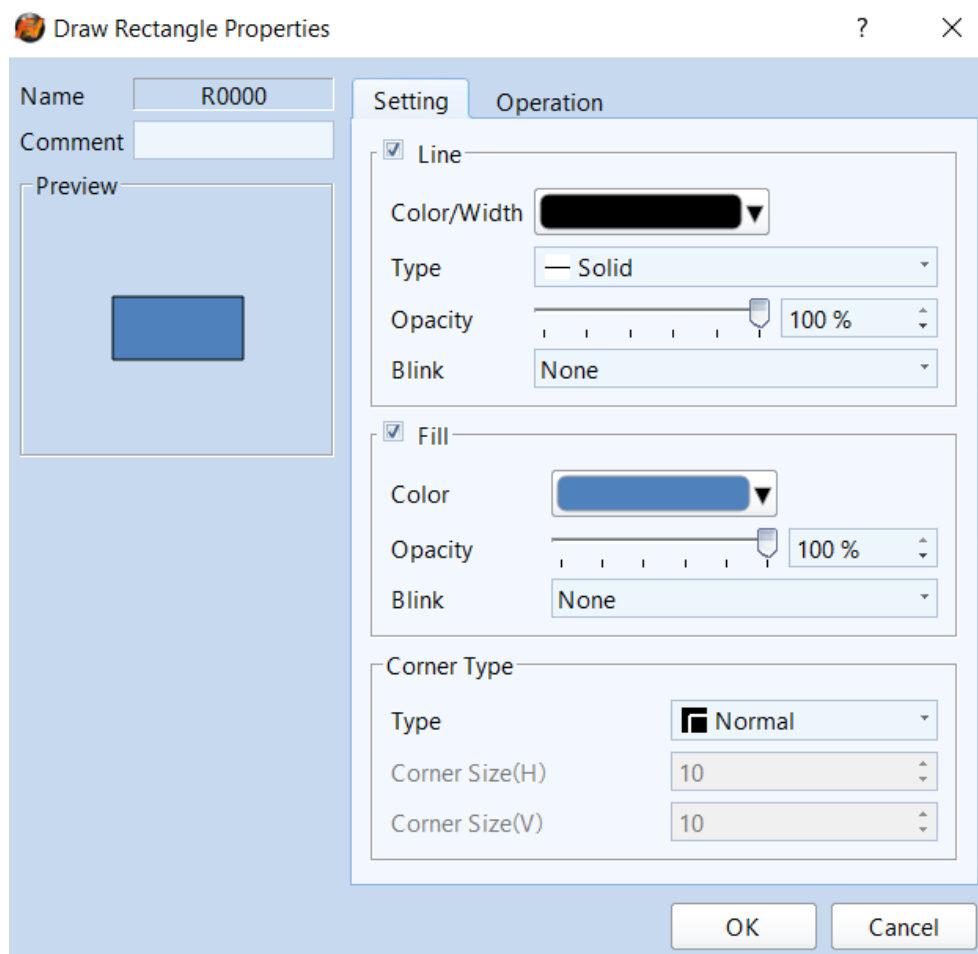 Draw Rectangle Properties ? ×
Name R0000
Comment
Preview
Setting Operation
Line
Color/Width
Type Solid
Opacity 100 %
Blink None
Fill
Color
Opacity 100 %
Blink None
Corner Type
Type Normal
Corner Size(H) 10
Corner Size(V) 10
OK Cancel